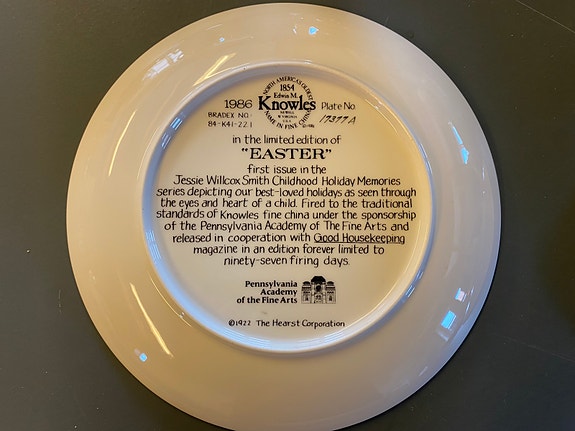 NORTH AMERICA'S OLDEST
1854
Edwin M.
1986 Knowles Plate No.
BRADEX NO: 17377A
84-K41-22.1
NAME IN FINE CHINA
in the limited edition of
"EASTER"
first issue in the
Jessie Willcox Smith Childhood Holiday Memories
series depicting our best-loved holidays as seen through
the eyes and heart of a child. Fired to the traditional
standards of Knowles fine china under the sponsorship
of the Pennsylvania Academy of The Fine Arts and
released in cooperation with Good Housekeeping
magazine in an edition forever limited to
ninety-seven firing days.
Pennsylvania
Academy
of the Fine Arts
©1922 The Hearst Corporation